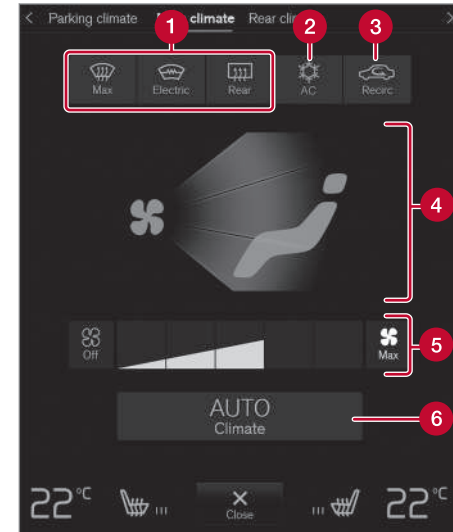 Parking climate climate Rear
1 2 3
Max Electric Rear AC Recirc
4
Off Max
5
AUTO
Climate
6
22°C Close 22°C